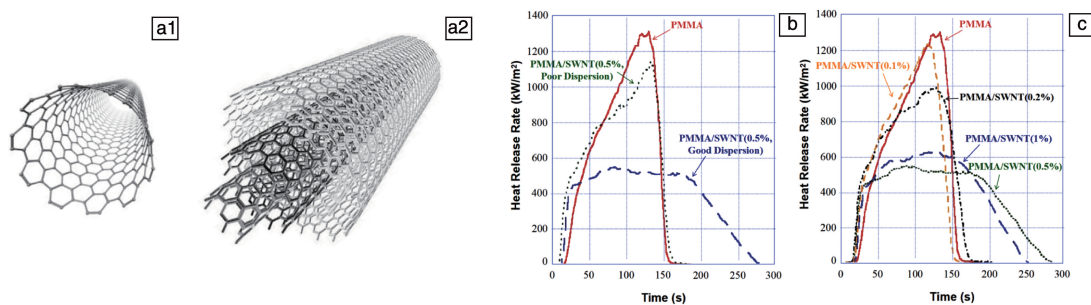 a1
a2
b
1400
1200
1000
800
600
400
200
0
0
50
100
150
200
250
300
Heat Release Rate (kW/m²)
Time (s)
PMMA
PMMA/SWNT(0.5%,
Poor Dispersion)
PMMA/SWNT(0.5%,
Good Dispersion)
c
1400
1200
1000
800
600
400
200
0
0
50
100
150
200
250
300
Heat Release Rate (kW/m²)
Time (s)
PMMA
PMMA/SWNT(0.1%)
PMMA/SWNT(0.2%)
PMMA/SWNT(1%)
PMMA/SWNT(0.5%)